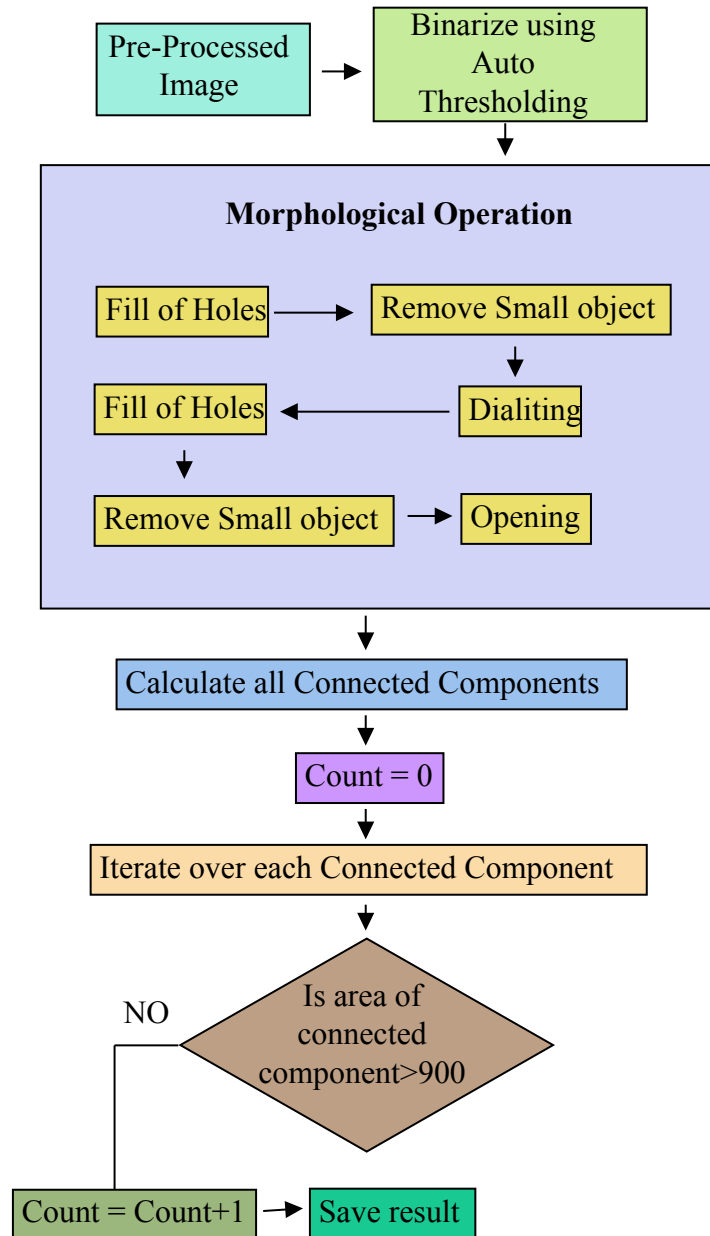 Pre-Processed
Image
Binarize using
Auto
Thresholding
Morphological Operation
Fill of Holes
Remove Small object
Dialiting
Fill of Holes
Remove Small object
Opening
Calculate all Connected Components
Count = 0
Iterate over each Connected Component
Is area of
connected
component>900
NO
Count = Count+1
Save result